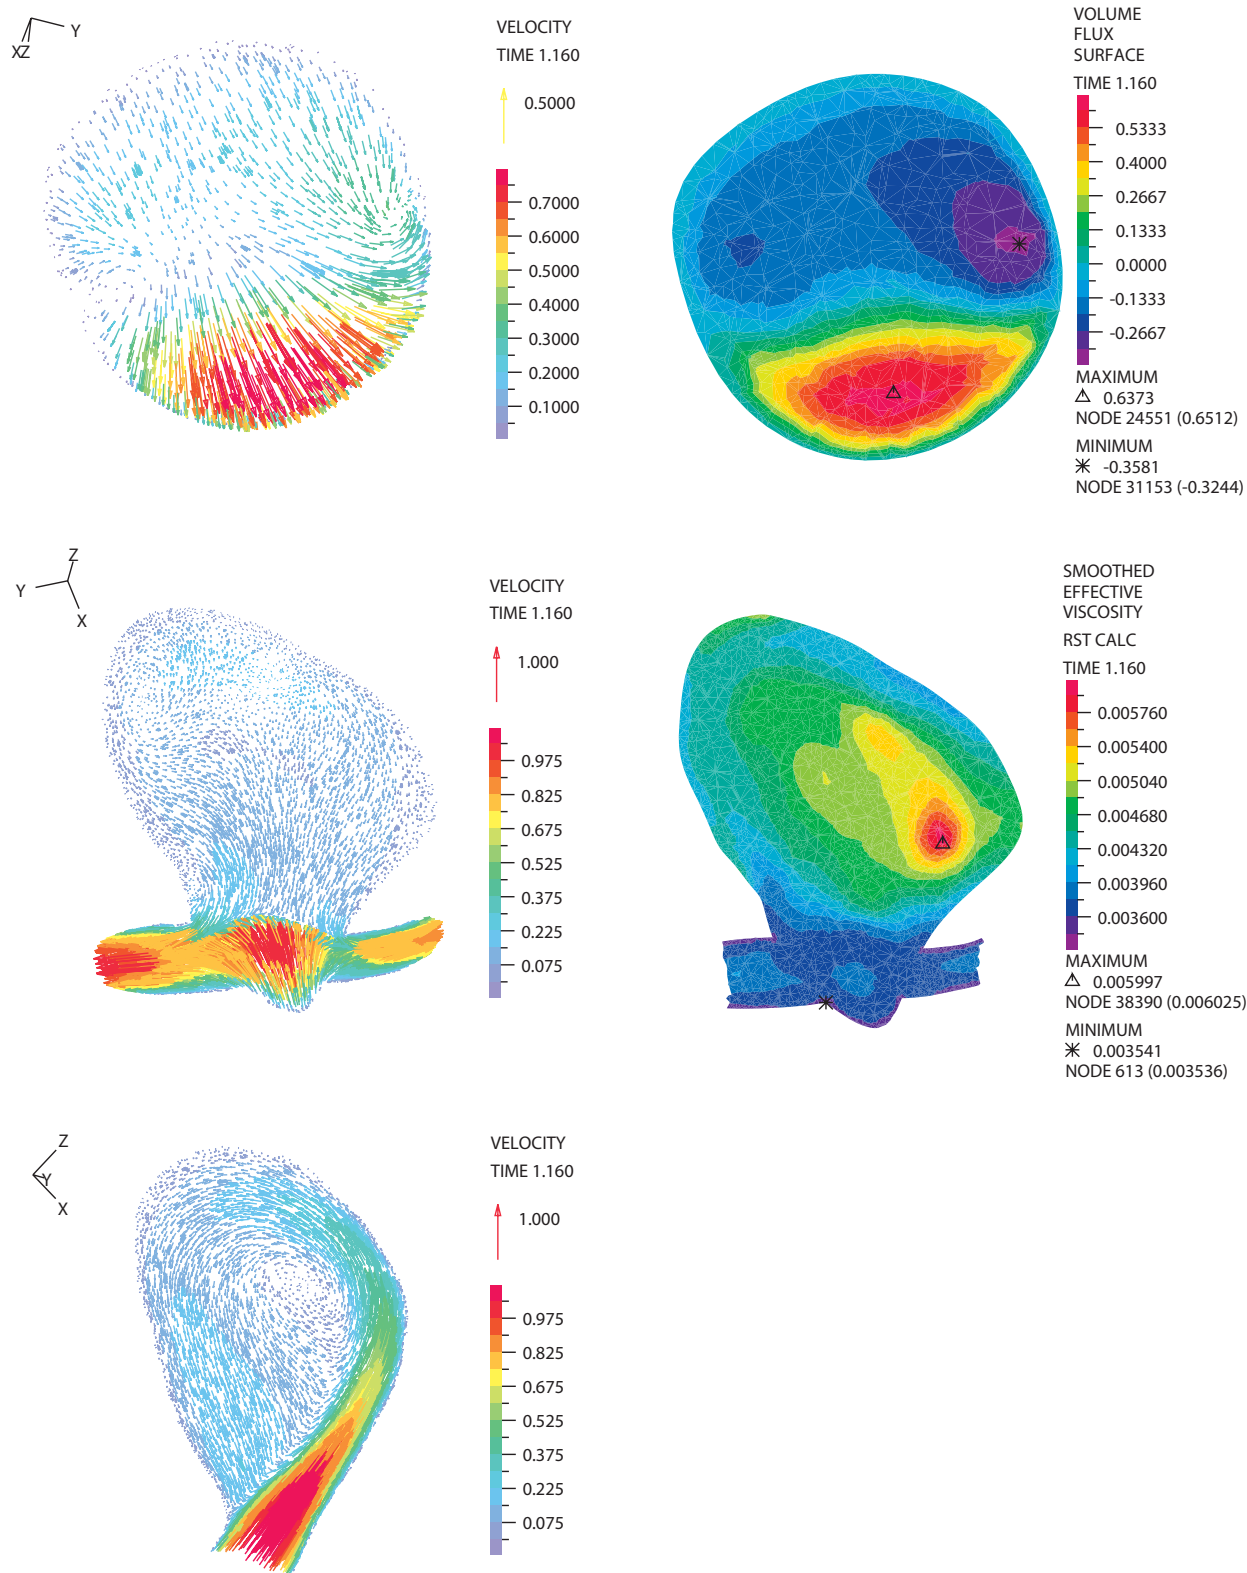 Y
XZ
VELOCITY
TIME 1.160
0.5000
0.7000
0.6000
0.5000
0.4000
0.3000
0.2000
0.1000
VOLUME
FLUX
SURFACE
TIME 1.160
0.5333
0.4000
0.2667
0.1333
0.0000
-0.1333
-0.2667
MAXIMUM
0.6373
NODE 24551 (0.6512)
MINIMUM
-0.3581
NODE 31153 (-0.3244)
Z
Y
X
VELOCITY
TIME 1.160
1.000
0.975
0.825
0.675
0.525
0.375
0.225
0.075
SMOOTHED
EFFECTIVE
VISCOSITY
RST CALC
TIME 1.160
0.005760
0.005400
0.005040
0.004680
0.004320
0.003960
0.003600
MAXIMUM
0.005997
NODE 38390 (0.006025)
MINIMUM
0.003541
NODE 613 (0.003536)
Z
Y
X
VELOCITY
TIME 1.160
1.000
0.975
0.825
0.675
0.525
0.375
0.225
0.075